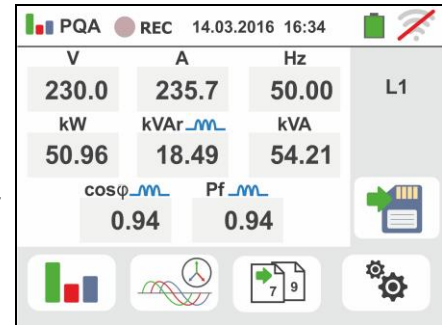 PQA REC 14.03.2016 16:34
V A Hz
230.0 235.7 50.00 L1
kW kVAr kVA
50.96 18.49 54.21
cosφ Pf
0.94 0.94
7 9